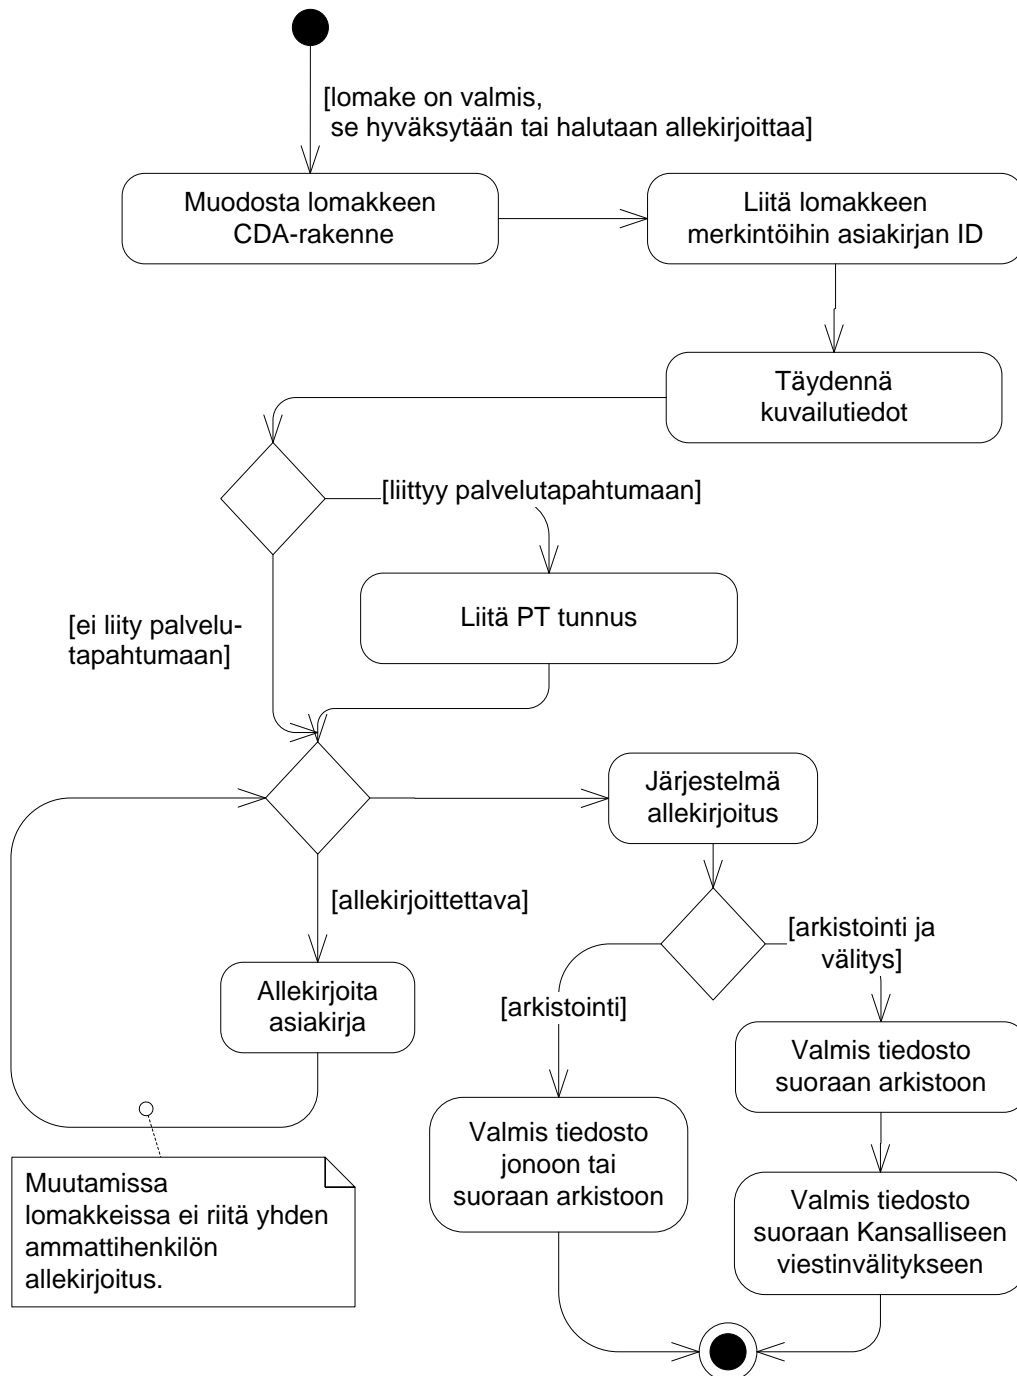 [lomake on valmis,
se hyväksytään tai halutaan allekirjoittaa]
Muodosta lomakkeen
CDA-rakenne
Liitä lomakkeen
merkintöihin asiakirjan ID
Täydennä
kuvailutiedot
[liittyy palvelutapahtumaan]
Liitä PT tunnus
[ei liity palvelu-
tapahtumaan]
Järjestelmä
allekirjoitus
[allekirjoittettava]
[arkistointi ja
välitys]
Allekirjoita
asiakirja
[arkistointi]
Valmis tiedosto
suoraan arkistoon
Valmis tiedosto
jonoon tai
suoraan arkistoon
Muutamissa
lomakkeissa ei riitä yhden
ammattihenkilön
allekirjoitus.
Valmis tiedosto
suoraan Kansalliseen
viestinvälitykseen